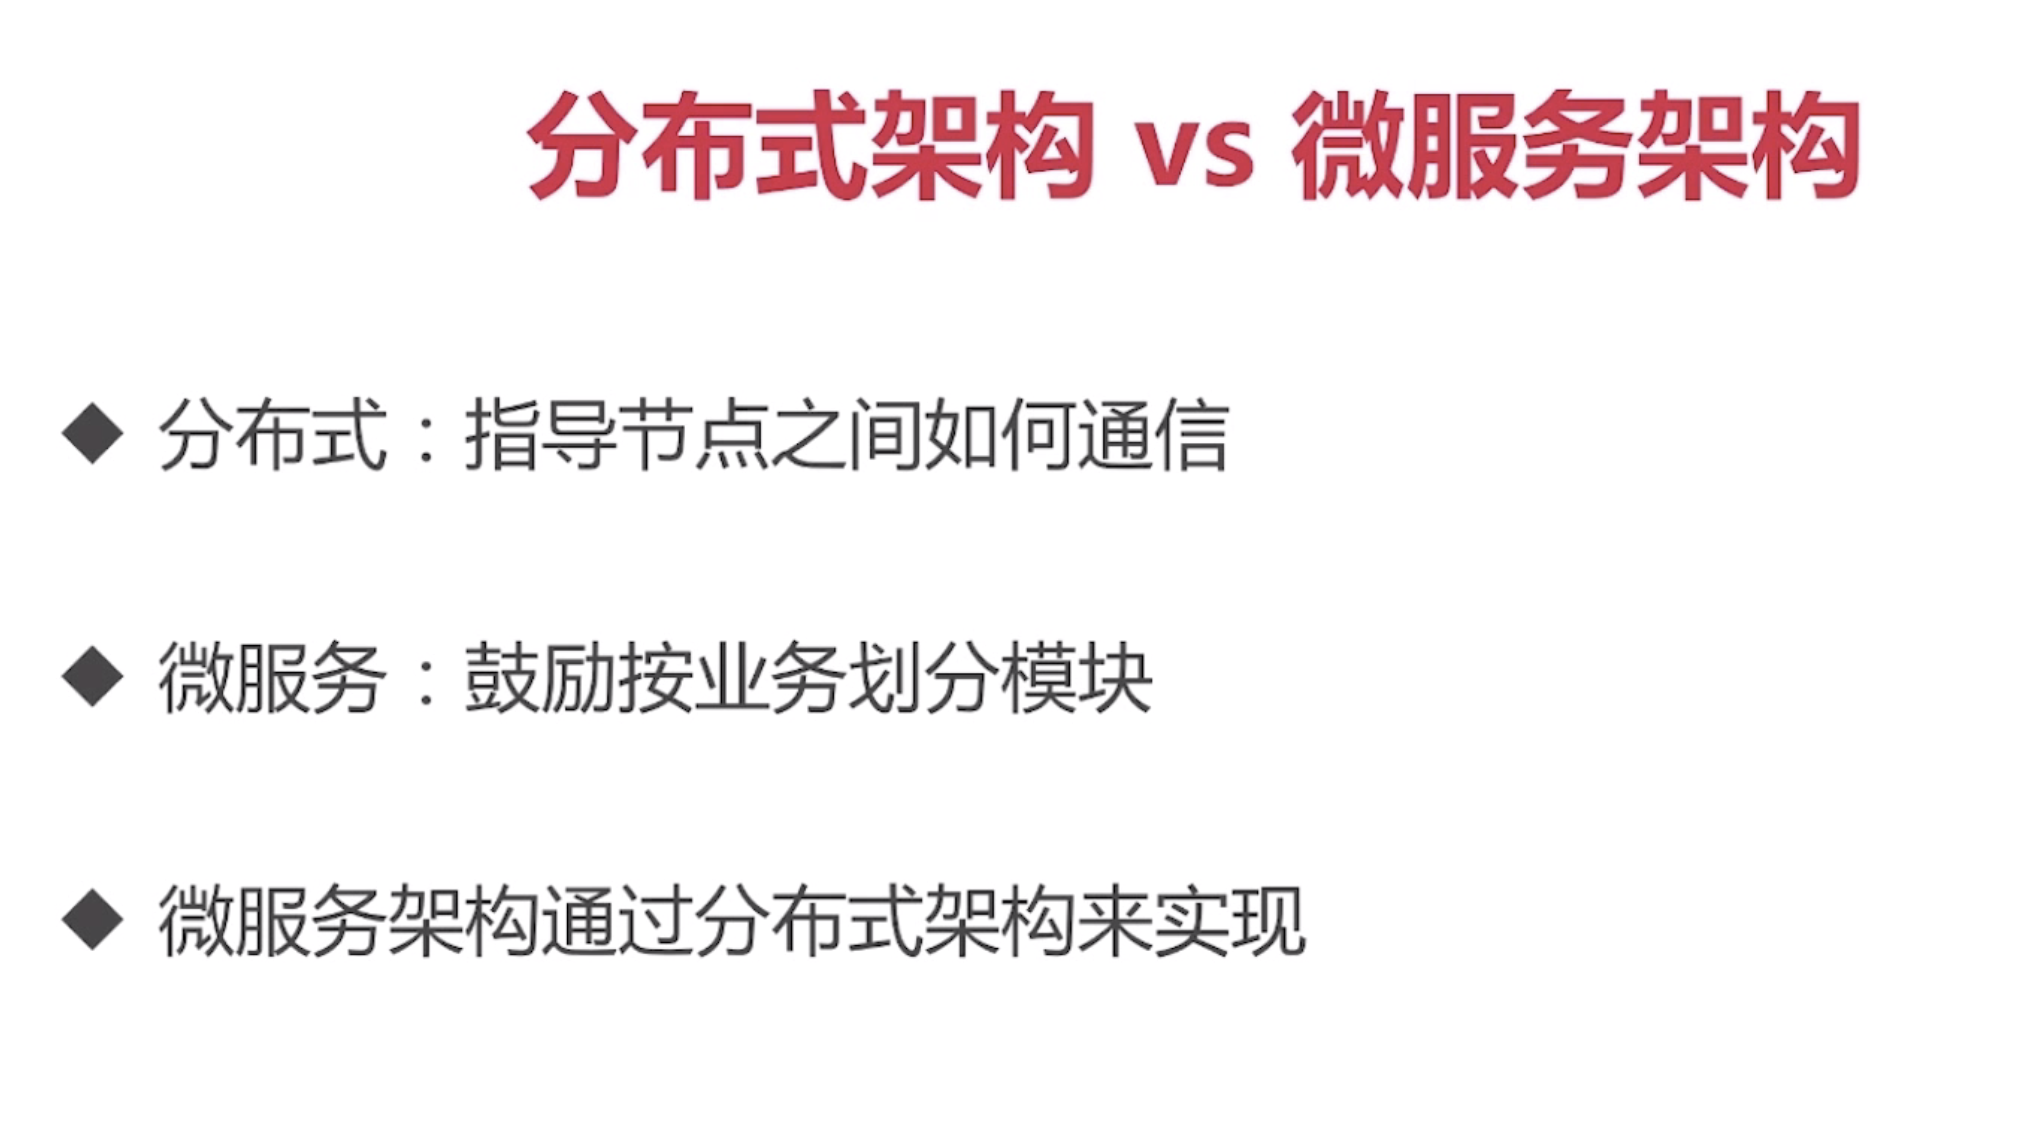 分布式架构 vs 微服务架构
◆ 分布式：指导节点之间如何通信
◆ 微服务：鼓励按业务划分模块
◆ 微服务架构通过分布式架构来实现